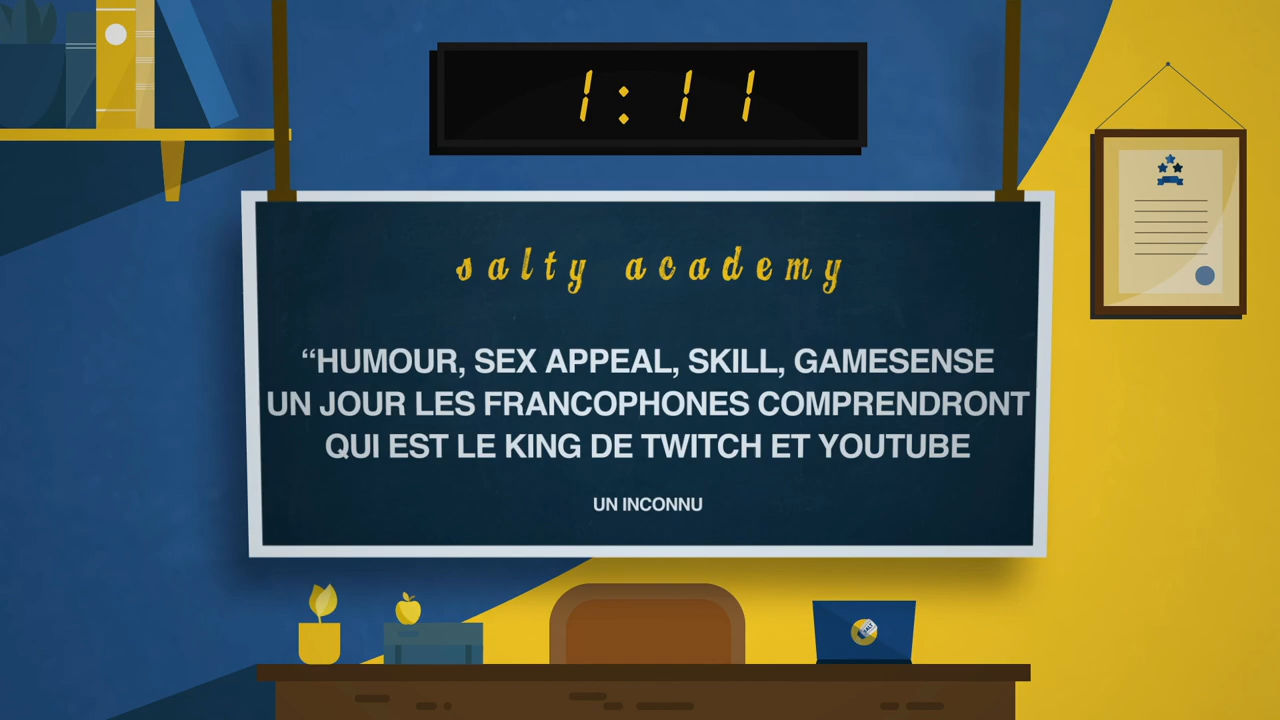 1:11
salty academy
“HUMOUR, SEX APPEAL, SKILL, GAMESENSE
UN JOUR LES FRANCOPHONES COMPRENDRONT
QUI EST LE KING DE TWITCH ET YOUTUBE
UN INCONNU
SALT